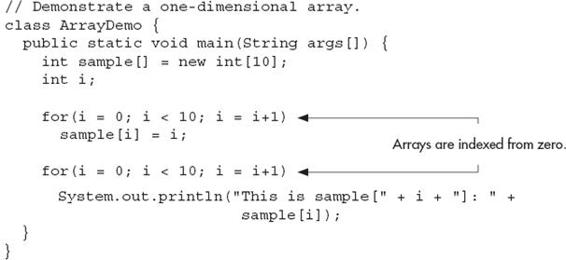 // Demonstrate a one-dimensional array.
class ArrayDemo {
  public static void main(String args[]) {
    int sample[] = new int[10];
    int i;
    for(i = 0; i < 10; i = i+1)
      sample[i] = i;
Arrays are indexed from zero.
    for(i = 0; i < 10; i = i+1)
      System.out.println("This is sample[" + i + "]: " +
                          sample[i]);
  }
}